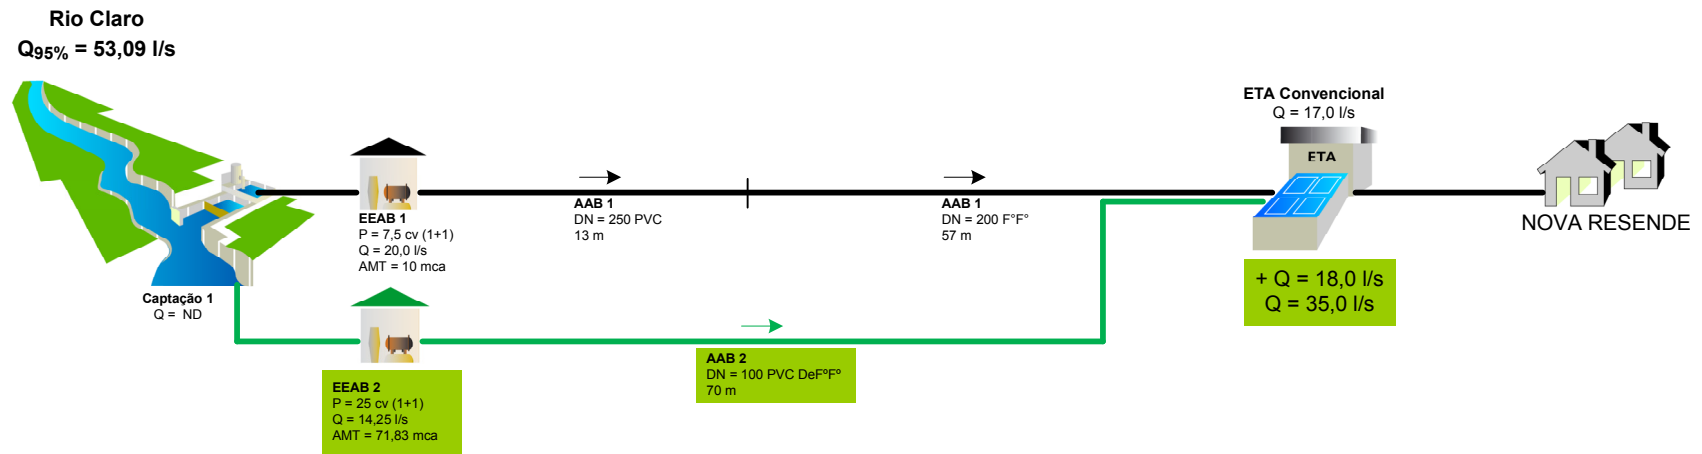 Rio Claro
Q95% = 53,09 l/s
ETA Convencional
Q = 17,0 l/s
ETA
EEAB 1
P = 7,5 cv (1+1)
Q = 20,0 l/s
AMT = 10 mca
AAB 1
DN = 250 PVC
13 m
AAB 1
DN = 200 F°F°
57 m
NOVA RESENDE
Captação 1
Q = ND
+ Q = 18,0 l/s
Q = 35,0 l/s
EEAB 2
P = 25 cv (1+1)
Q = 14,25 l/s
AMT = 71,83 mca
AAB 2
DN = 100 PVC DeFºFº
70 m